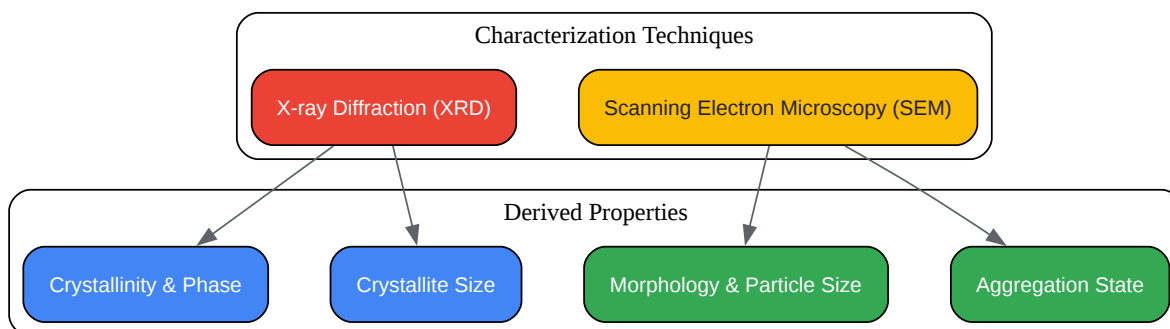 Characterization Techniques
X-ray Diffraction (XRD)
Scanning Electron Microscopy (SEM)
Derived Properties
Crystallinity & Phase
Crystallite Size
Morphology & Particle Size
Aggregation State